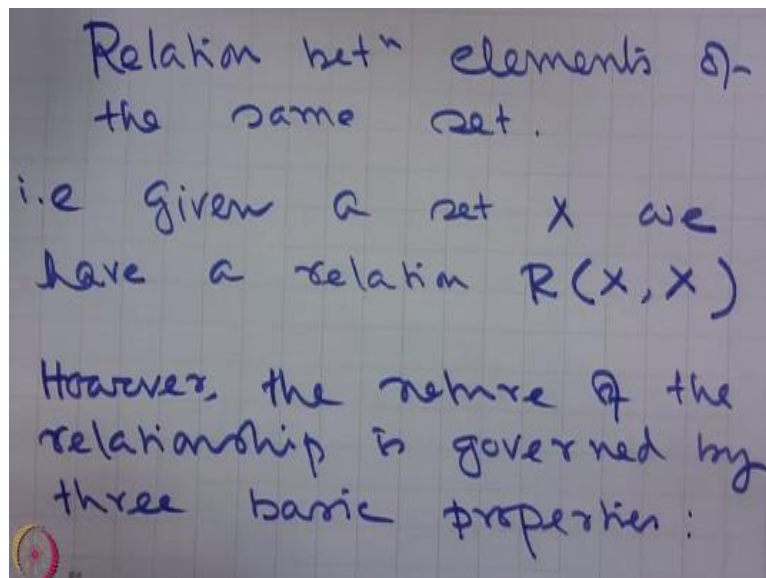 Relation betⁿ elements of
the same set.
i.e given a set X we
have a relation R(X, X)
However, the nature of the
relationship is governed by
three basic properties: